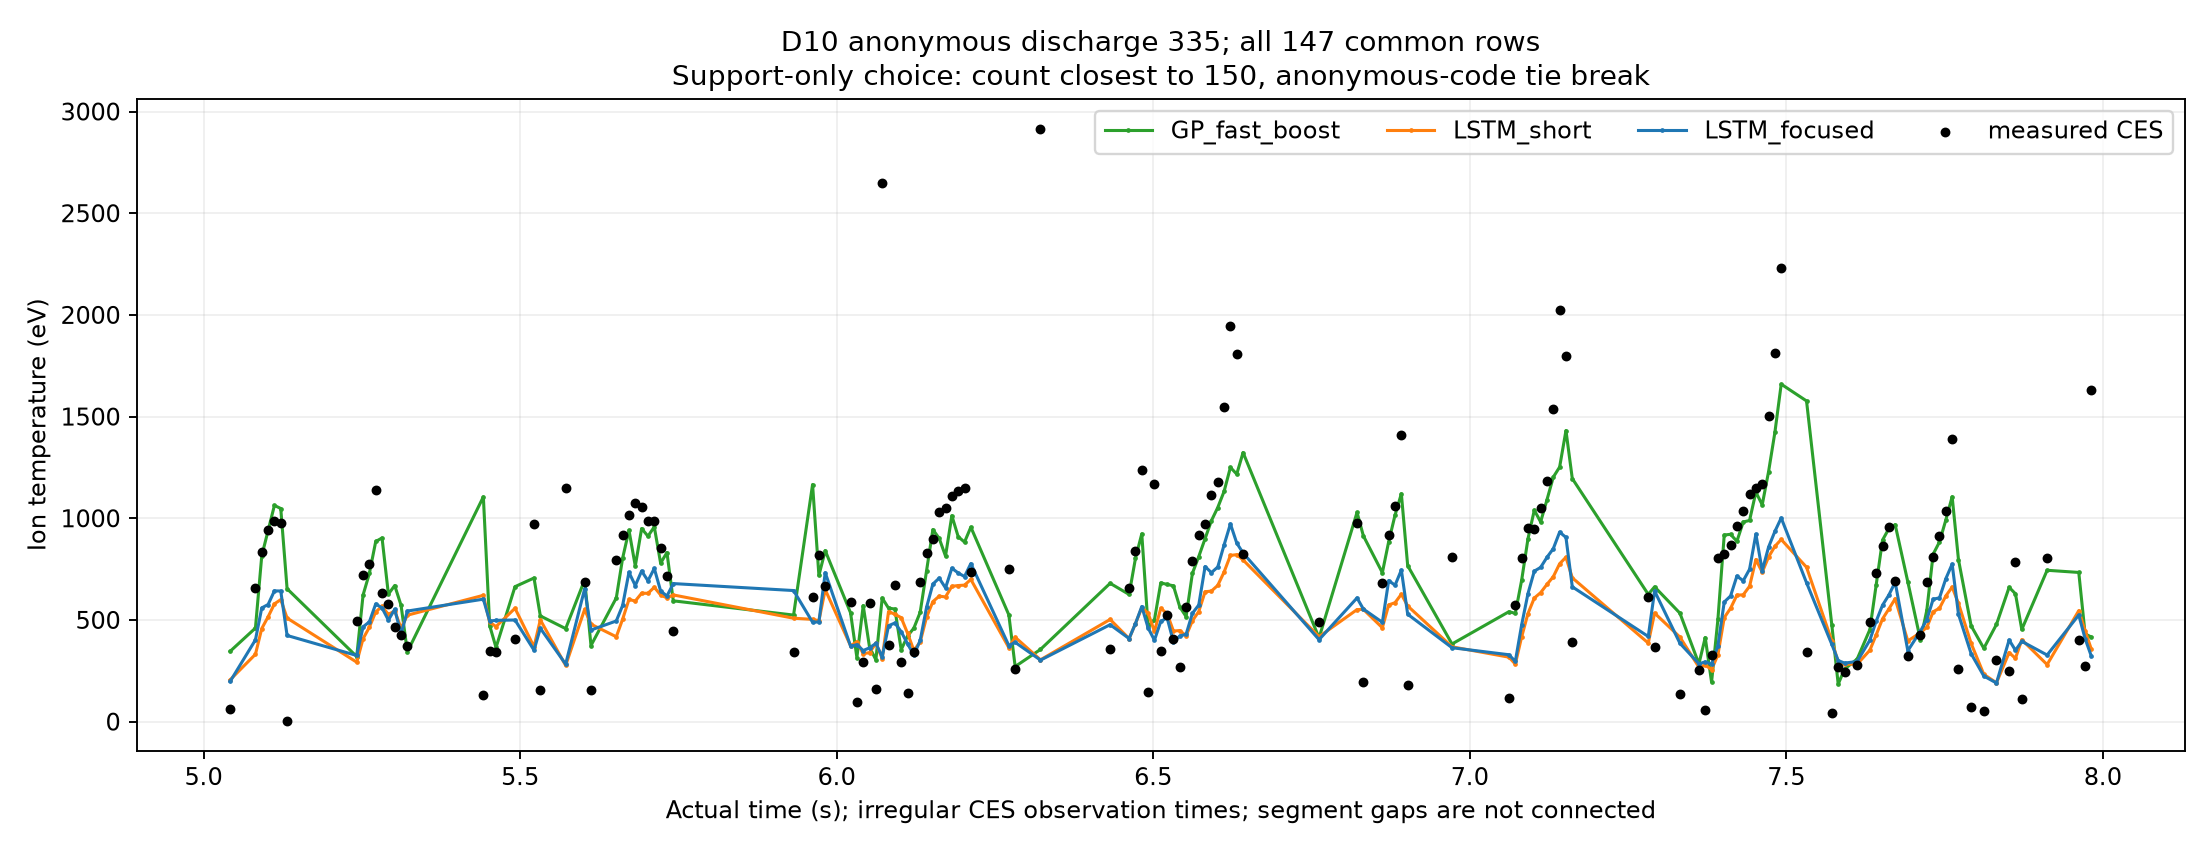 D10 anonymous discharge 335; all 147 common rows
Support-only choice: count closest to 150, anonymous-code tie break
GP_fast_boost LSTM_short LSTM_focused measured CES
Ion temperature (eV)
3000
2500
2000
1500
1000
500
0
5.0 5.5 6.0 6.5 7.0 7.5 8.0
Actual time (s); irregular CES observation times; segment gaps are not connected